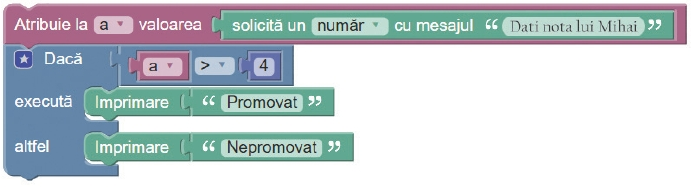 Atribuie la a valoarea solicită un număr cu mesajul “ Dati nota lui Mihai ”
Dacă a > 4
execută Imprimare “ Promovat ”
altfel Imprimare “ Nepromovat ”